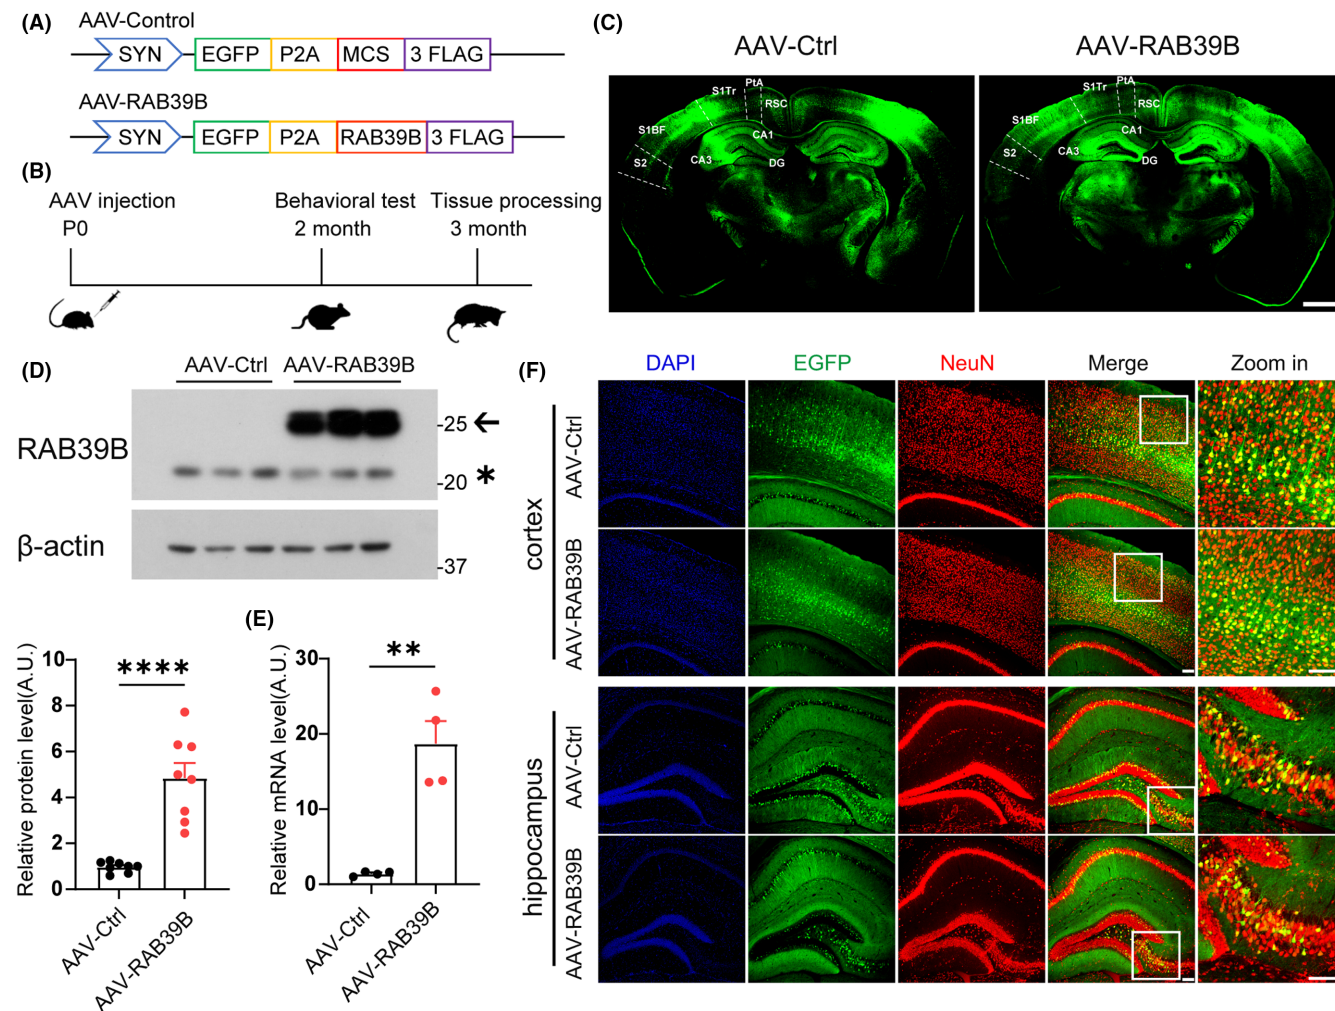 (A)
AAV-Control
SYN EGFP P2A MCS 3 FLAG
AAV-RAB39B
SYN EGFP P2A RAB39B 3 FLAG
(B)
AAV injection
P0
Behavioral test
2 month
Tissue processing
3 month
(C)
AAV-Ctrl
AAV-RAB39B
S2
S1BF
S1Tr
PtA
RSC
CA1
CA3
DG
S2
S1BF
S1Tr
PtA
RSC
CA1
CA3
DG
(D)
AAV-Ctrl AAV-RAB39B
RAB39B
-25 ←
-20 *
β-actin
-37
Relative protein level(A.U.)
10
8
6
4
2
0
****
AAV-Ctrl
AAV-RAB39B
(E)
Relative mRNA level(A.U.)
30
20
10
0
**
AAV-Ctrl
AAV-RAB39B
(F)
DAPI EGFP NeuN Merge Zoom in
cortex
AAV-Ctrl
AAV-RAB39B
hippocampus
AAV-Ctrl
AAV-RAB39B